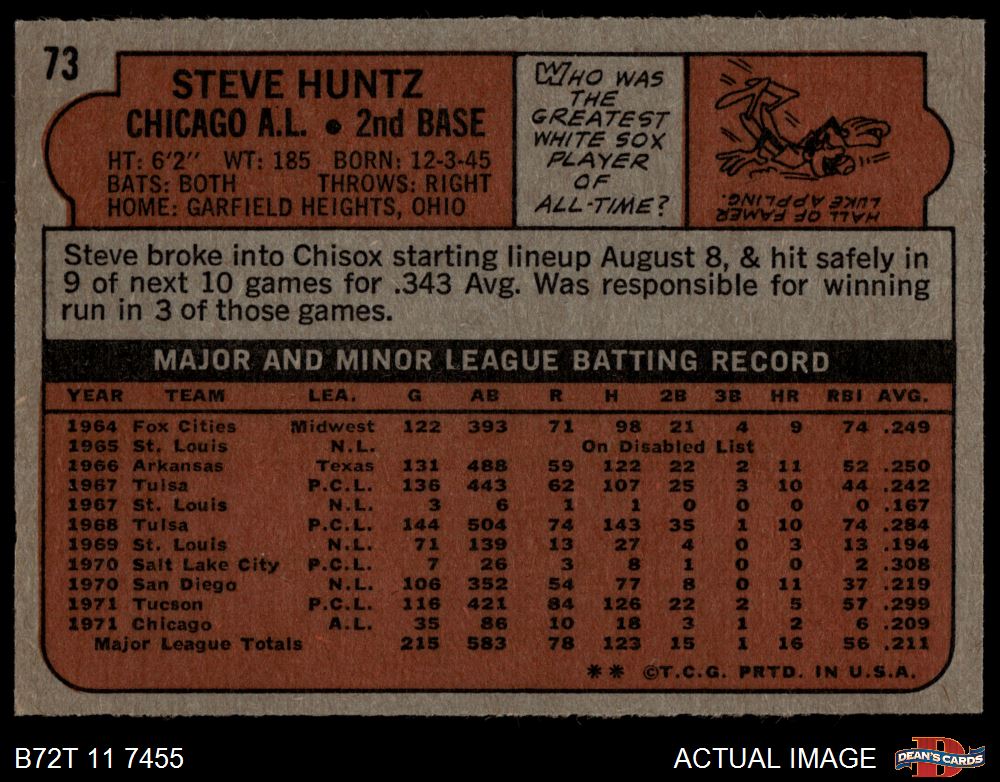 73
STEVE HUNTZ
CHICAGO A.L. • 2nd BASE
HT: 6'2" WT: 185 BORN: 12-3-45
BATS: BOTH THROWS: RIGHT
HOME: GARFIELD HEIGHTS, OHIO
WHO WAS
THE
GREATEST
WHITE SOX
PLAYER
OF
ALL-TIME?
HALL OF FAMER
LUKE APPLING.
Steve broke into Chisox starting lineup August 8, & hit safely in
9 of next 10 games for .343 Avg. Was responsible for winning
run in 3 of those games.
MAJOR AND MINOR LEAGUE BATTING RECORD
YEAR TEAM LEA. G AB R H 2B 3B HR RBI AVG.
1964 Fox Cities Midwest 122 393 71 98 21 4 9 74 .249
1965 St. Louis N.L. On Disabled List
1966 Arkansas Texas 131 488 59 122 22 2 11 52 .250
1967 Tulsa P.C.L. 136 443 62 107 25 3 10 44 .242
1967 St. Louis N.L. 3 6 1 1 0 0 0 0 .167
1968 Tulsa P.C.L. 144 504 74 143 35 1 10 74 .284
1969 St. Louis N.L. 71 139 13 27 4 0 3 13 .194
1970 Salt Lake City P.C.L. 7 26 3 8 1 0 0 2 .308
1970 San Diego N.L. 106 352 54 77 8 0 11 37 .219
1971 Tucson P.C.L. 116 421 84 126 22 2 5 57 .299
1971 Chicago A.L. 35 86 10 18 3 1 2 6 .209
Major League Totals 215 583 78 123 15 1 16 56 .211
** ©T.C.G. PRTD. IN U.S.A.
B72T 11 7455
ACTUAL IMAGE
D
DEAN'S CARDS